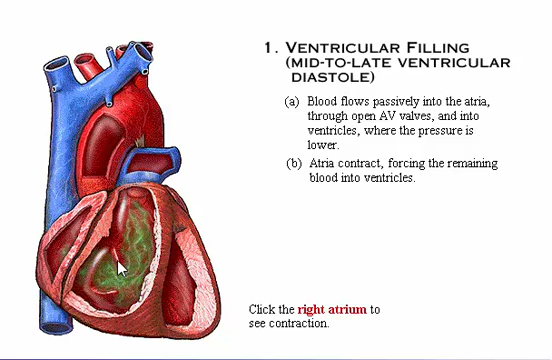 1. VENTRICULAR FILLING
(MID-TO-LATE VENTRICULAR
DIASTOLE)
(a) Blood flows passively into the atria,
through open AV valves, and into
ventricles, where the pressure is
lower.
(b) Atria contract, forcing the remaining
blood into ventricles.
Click the right atrium to
see contraction.